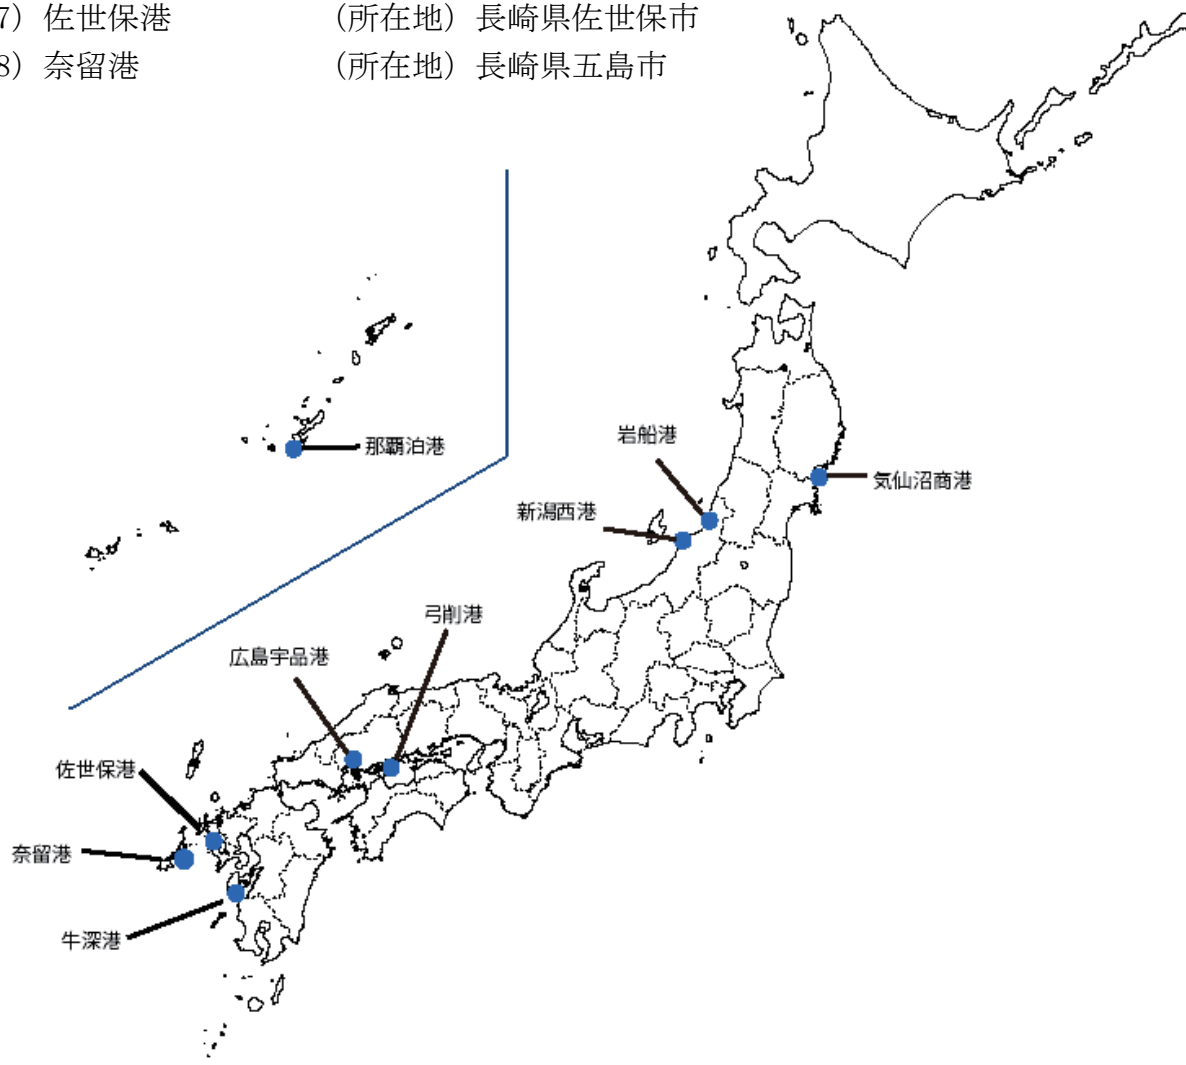 7）佐世保港 （所在地）長崎県佐世保市
8）奈留港 （所在地）長崎県五島市
那覇泊港
岩船港
気仙沼商港
新潟西港
弓削港
広島宇品港
佐世保港
奈留港
牛深港